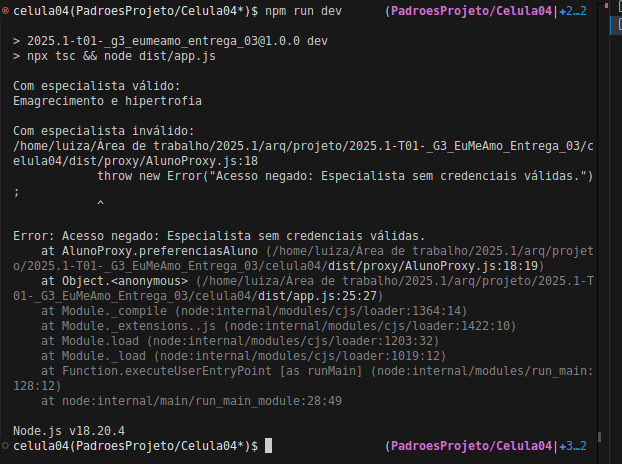 celula04(PadroesProjeto/Celula04*)$ npm run dev (PadroesProjeto/Celula04|✚2…2
> 2025.1-t01-_g3_eumeamo_entrega_03@1.0.0 dev
> npx tsc && node dist/app.js
Com especialista válido:
Emagrecimento e hipertrofia
Com especialista inválido:
/home/luiza/Área de trabalho/2025.1/arq/projeto/2025.1-T01-_G3_EuMeAmo_Entrega_03/c
elula04/dist/proxy/AlunoProxy.js:18
throw new Error("Acesso negado: Especialista sem credenciais válidas.")
;
^
Error: Acesso negado: Especialista sem credenciais válidas.
at AlunoProxy.preferenciasAluno (/home/luiza/Área de trabalho/2025.1/arq/projet
o/2025.1-T01-_G3_EuMeAmo_Entrega_03/celula04/dist/proxy/AlunoProxy.js:18:19)
at Object.<anonymous> (/home/luiza/Área de trabalho/2025.1/arq/projeto/2025.1-T
01-_G3_EuMeAmo_Entrega_03/celula04/dist/app.js:25:27)
at Module._compile (node:internal/modules/cjs/loader:1364:14)
at Module._extensions..js (node:internal/modules/cjs/loader:1422:10)
at Module.load (node:internal/modules/cjs/loader:1203:32)
at Module._load (node:internal/modules/cjs/loader:1019:12)
at Function.executeUserEntryPoint [as runMain] (node:internal/modules/run_main:
128:12)
at node:internal/main/run_main_module:28:49
Node.js v18.20.4
celula04(PadroesProjeto/Celula04*)$ (PadroesProjeto/Celula04|✚3…2